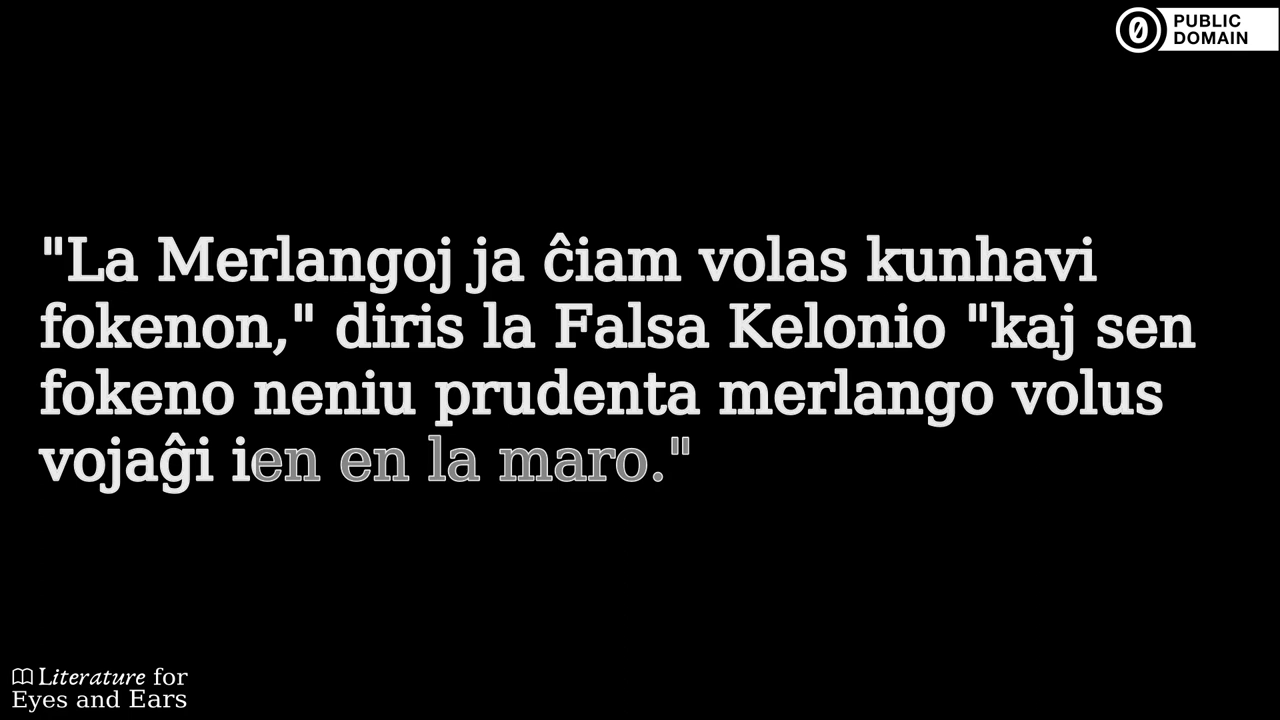 PUBLIC
DOMAIN
"La Merlangoj ja ĉiam volas kunhavi
fokenon," diris la Falsa Kelonio "kaj sen
fokeno neniu prudenta merlango volus
vojaĝi ien en la maro."
Literature for
Eyes and Ears